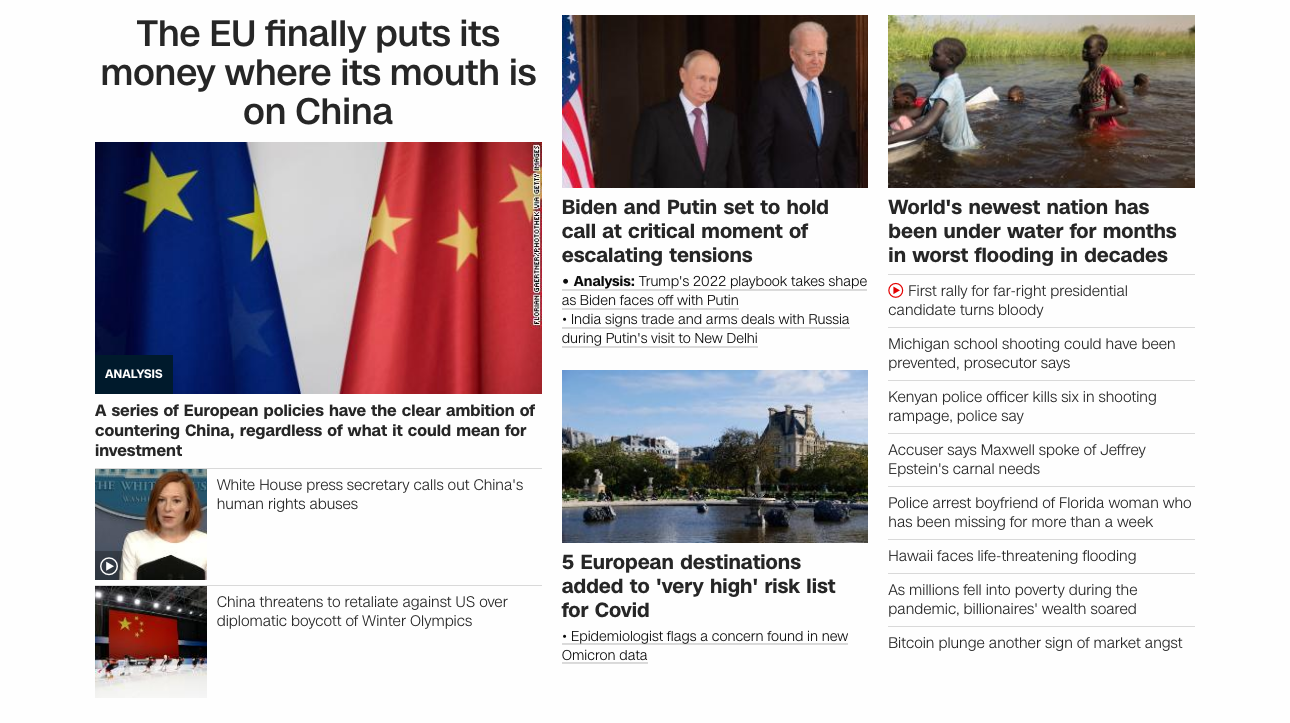 The EU finally puts its
money where its mouth is
on China
FLORIAN GAERTNER/PHOTOTHEK VIA GETTY IMAGES
ANALYSIS
A series of European policies have the clear ambition of
countering China, regardless of what it could mean for
investment
THE WHITE
WASH
White House press secretary calls out China's
human rights abuses
China threatens to retaliate against US over
diplomatic boycott of Winter Olympics
Biden and Putin set to hold
call at critical moment of
escalating tensions
• Analysis: Trump's 2022 playbook takes shape
as Biden faces off with Putin
• India signs trade and arms deals with Russia
during Putin's visit to New Delhi
5 European destinations
added to 'very high' risk list
for Covid
• Epidemiologist flags a concern found in new
Omicron data
World's newest nation has
been under water for months
in worst flooding in decades
First rally for far-right presidential
candidate turns bloody
Michigan school shooting could have been
prevented, prosecutor says
Kenyan police officer kills six in shooting
rampage, police say
Accuser says Maxwell spoke of Jeffrey
Epstein's carnal needs
Police arrest boyfriend of Florida woman who
has been missing for more than a week
Hawaii faces life-threatening flooding
As millions fell into poverty during the
pandemic, billionaires' wealth soared
Bitcoin plunge another sign of market angst